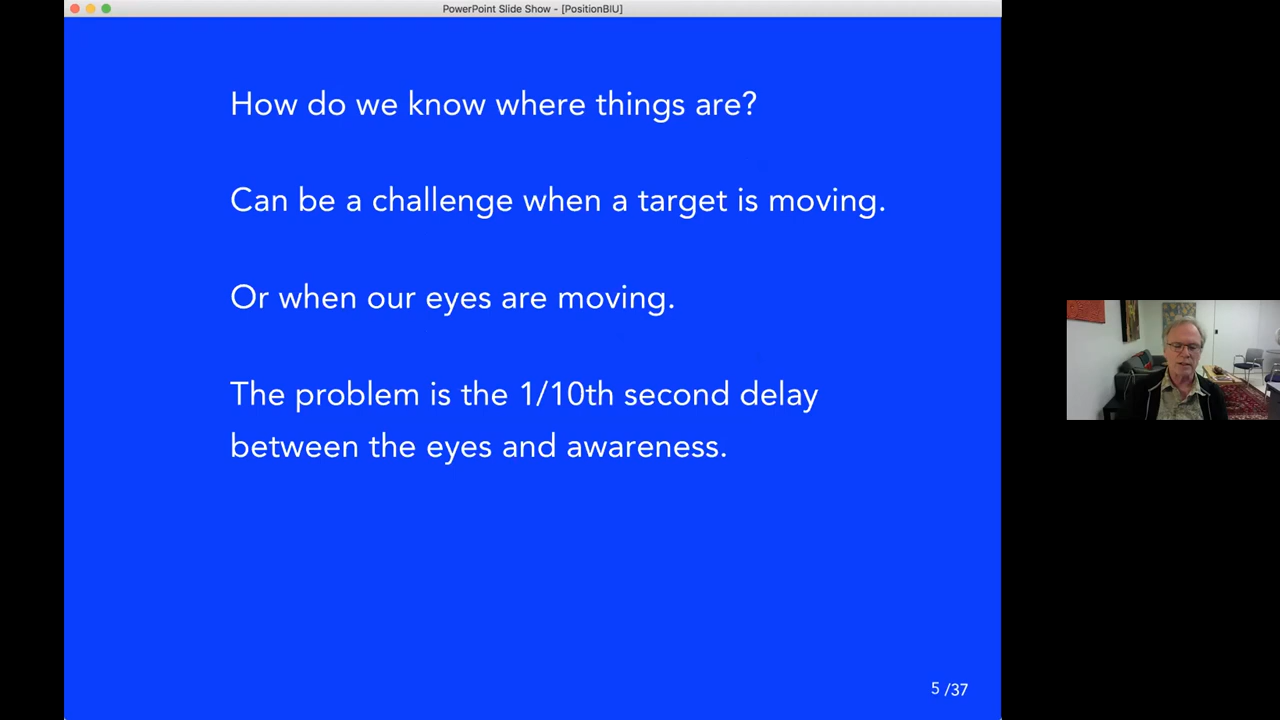 PowerPoint Slide Show - [PositionBIU]
How do we know where things are?
Can be a challenge when a target is moving.
Or when our eyes are moving.
The problem is the 1/10th second delay
between the eyes and awareness.
5 /37